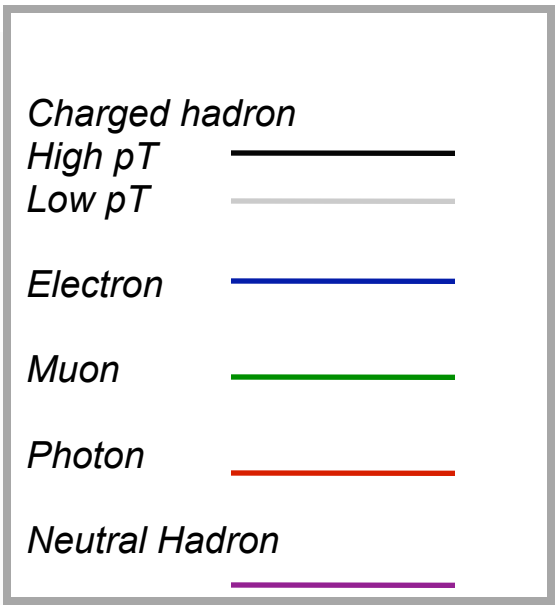 Charged hadron
High pT
Low pT
Electron
Muon
Photon
Neutral Hadron